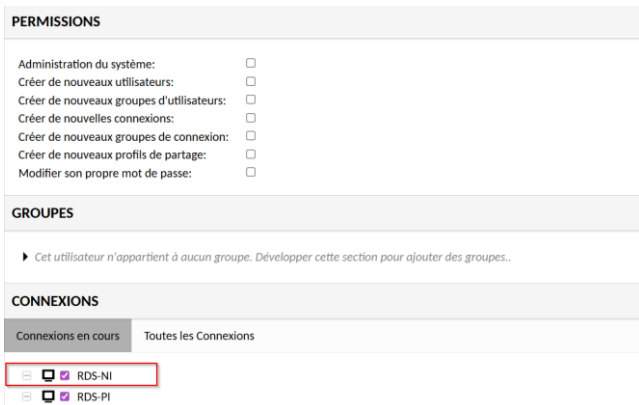 PERMISSIONS
Administration du système:
Créer de nouveaux utilisateurs:
Créer de nouveaux groupes d'utilisateurs:
Créer de nouvelles connexions:
Créer de nouveaux groupes de connexion:
Créer de nouveaux profils de partage:
Modifier son propre mot de passe:
GROUPES
Cet utilisateur n'appartient à aucun groupe. Développer cette section pour ajouter des groupes..
CONNEXIONS
Connexions en cours Toutes les Connexions
RDS-NI
RDS-PI